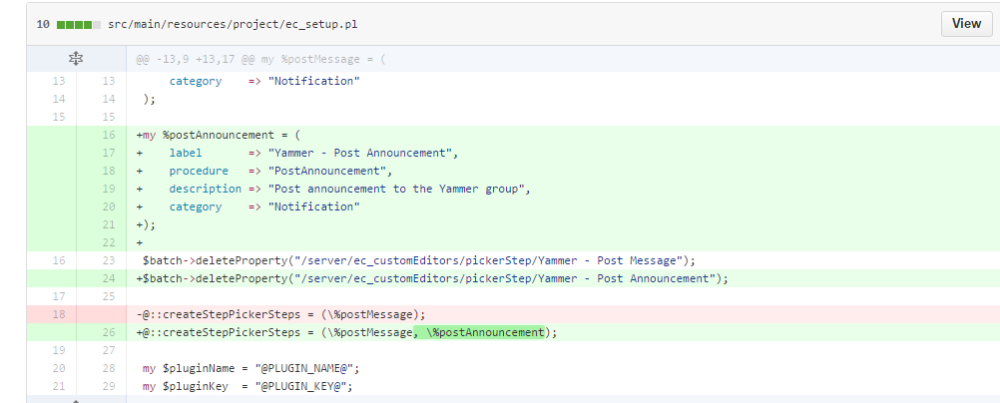 10 src/main/resources/project/ec_setup.pl View
@@ -13,9 +13,17 @@ my %postMessage = (
13 13 category => "Notification"
14 14 );
15 15
16 +my %postAnnouncement = (
17 + label => "Yammer - Post Announcement",
18 + procedure => "PostAnnouncement",
19 + description => "Post announcement to the Yammer group",
20 + category => "Notification"
21 +);
22 +
16 23 $batch->deleteProperty("/server/ec_customEditors/pickerStep/Yammer - Post Message");
24 +$batch->deleteProperty("/server/ec_customEditors/pickerStep/Yammer - Post Announcement");
17 25
18 -@::createStepPickerSteps = (\%postMessage);
26 +@::createStepPickerSteps = (\%postMessage, \%postAnnouncement);
19 27
20 28 my $pluginName = "@PLUGIN_NAME@";
21 29 my $pluginKey = "@PLUGIN_KEY@";